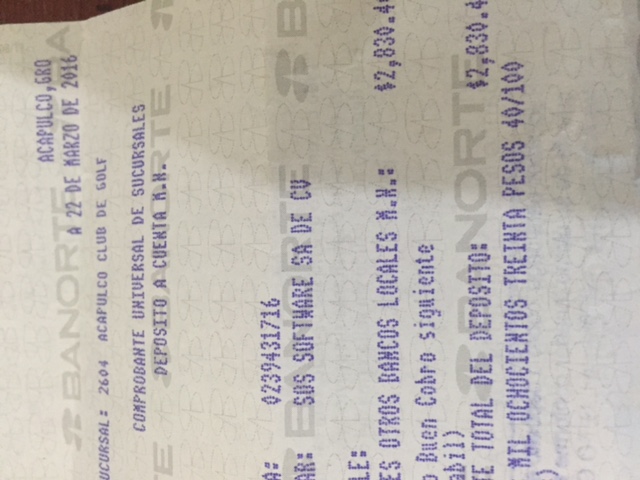 ACAPULCO,GRO
A 22 DE MARZO DE 2016
UCURSAL: 2604 ACAPULCO CLUB DE GOLF
COMPROBANTE UNIVERSAL DE SUCURSALES
DEPOSITO A CUENTA M.N.
A: 0239431716
AR: SOS SOFTWARE SA DE CV
LE:
ES OTROS BANCOS LOCALES M.N.: $2,830.4
o Buen Cobro siguiente
abil)
TE TOTAL DEL DEPOSITO: $2,830.4
MIL OCHOCIENTOS TREINTA PESOS 40/100
)
BANORTE
BANORTE
BANORTE
BANORTE